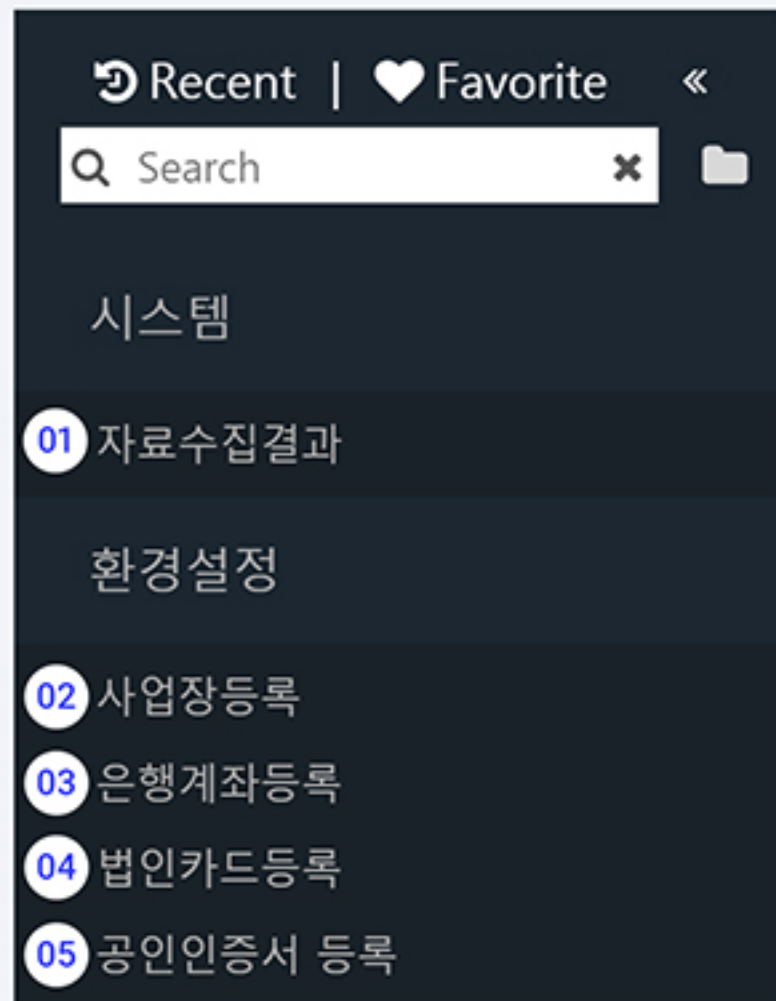 Recent | Favorite «
Search
시스템
01 자료수집결과
환경설정
02 사업장등록
03 은행계좌등록
04 법인카드등록
05 공인인증서 등록